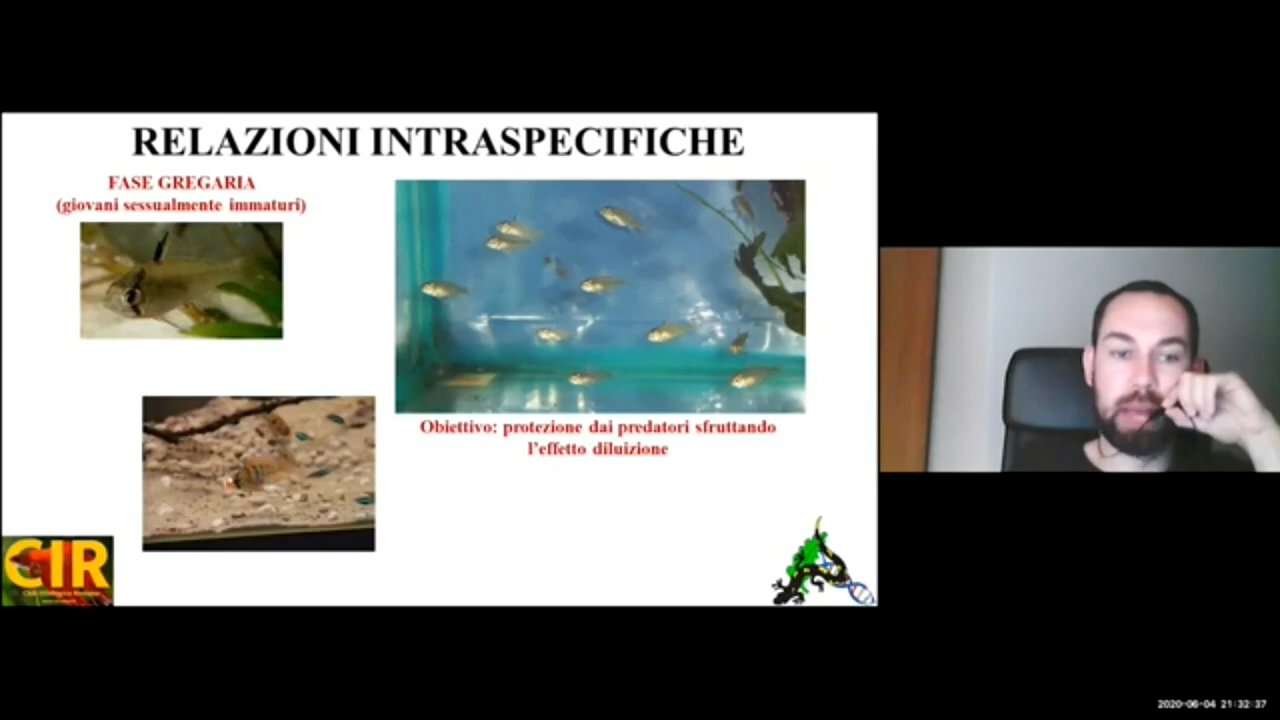 RELAZIONI INTRASPECIFICHE
FASE GREGARIA
(giovani sessualmente immaturi)
Obiettivo: protezione dai predatori sfruttando
l'effetto diluizione
CIR
2020-06-04 21:32:37